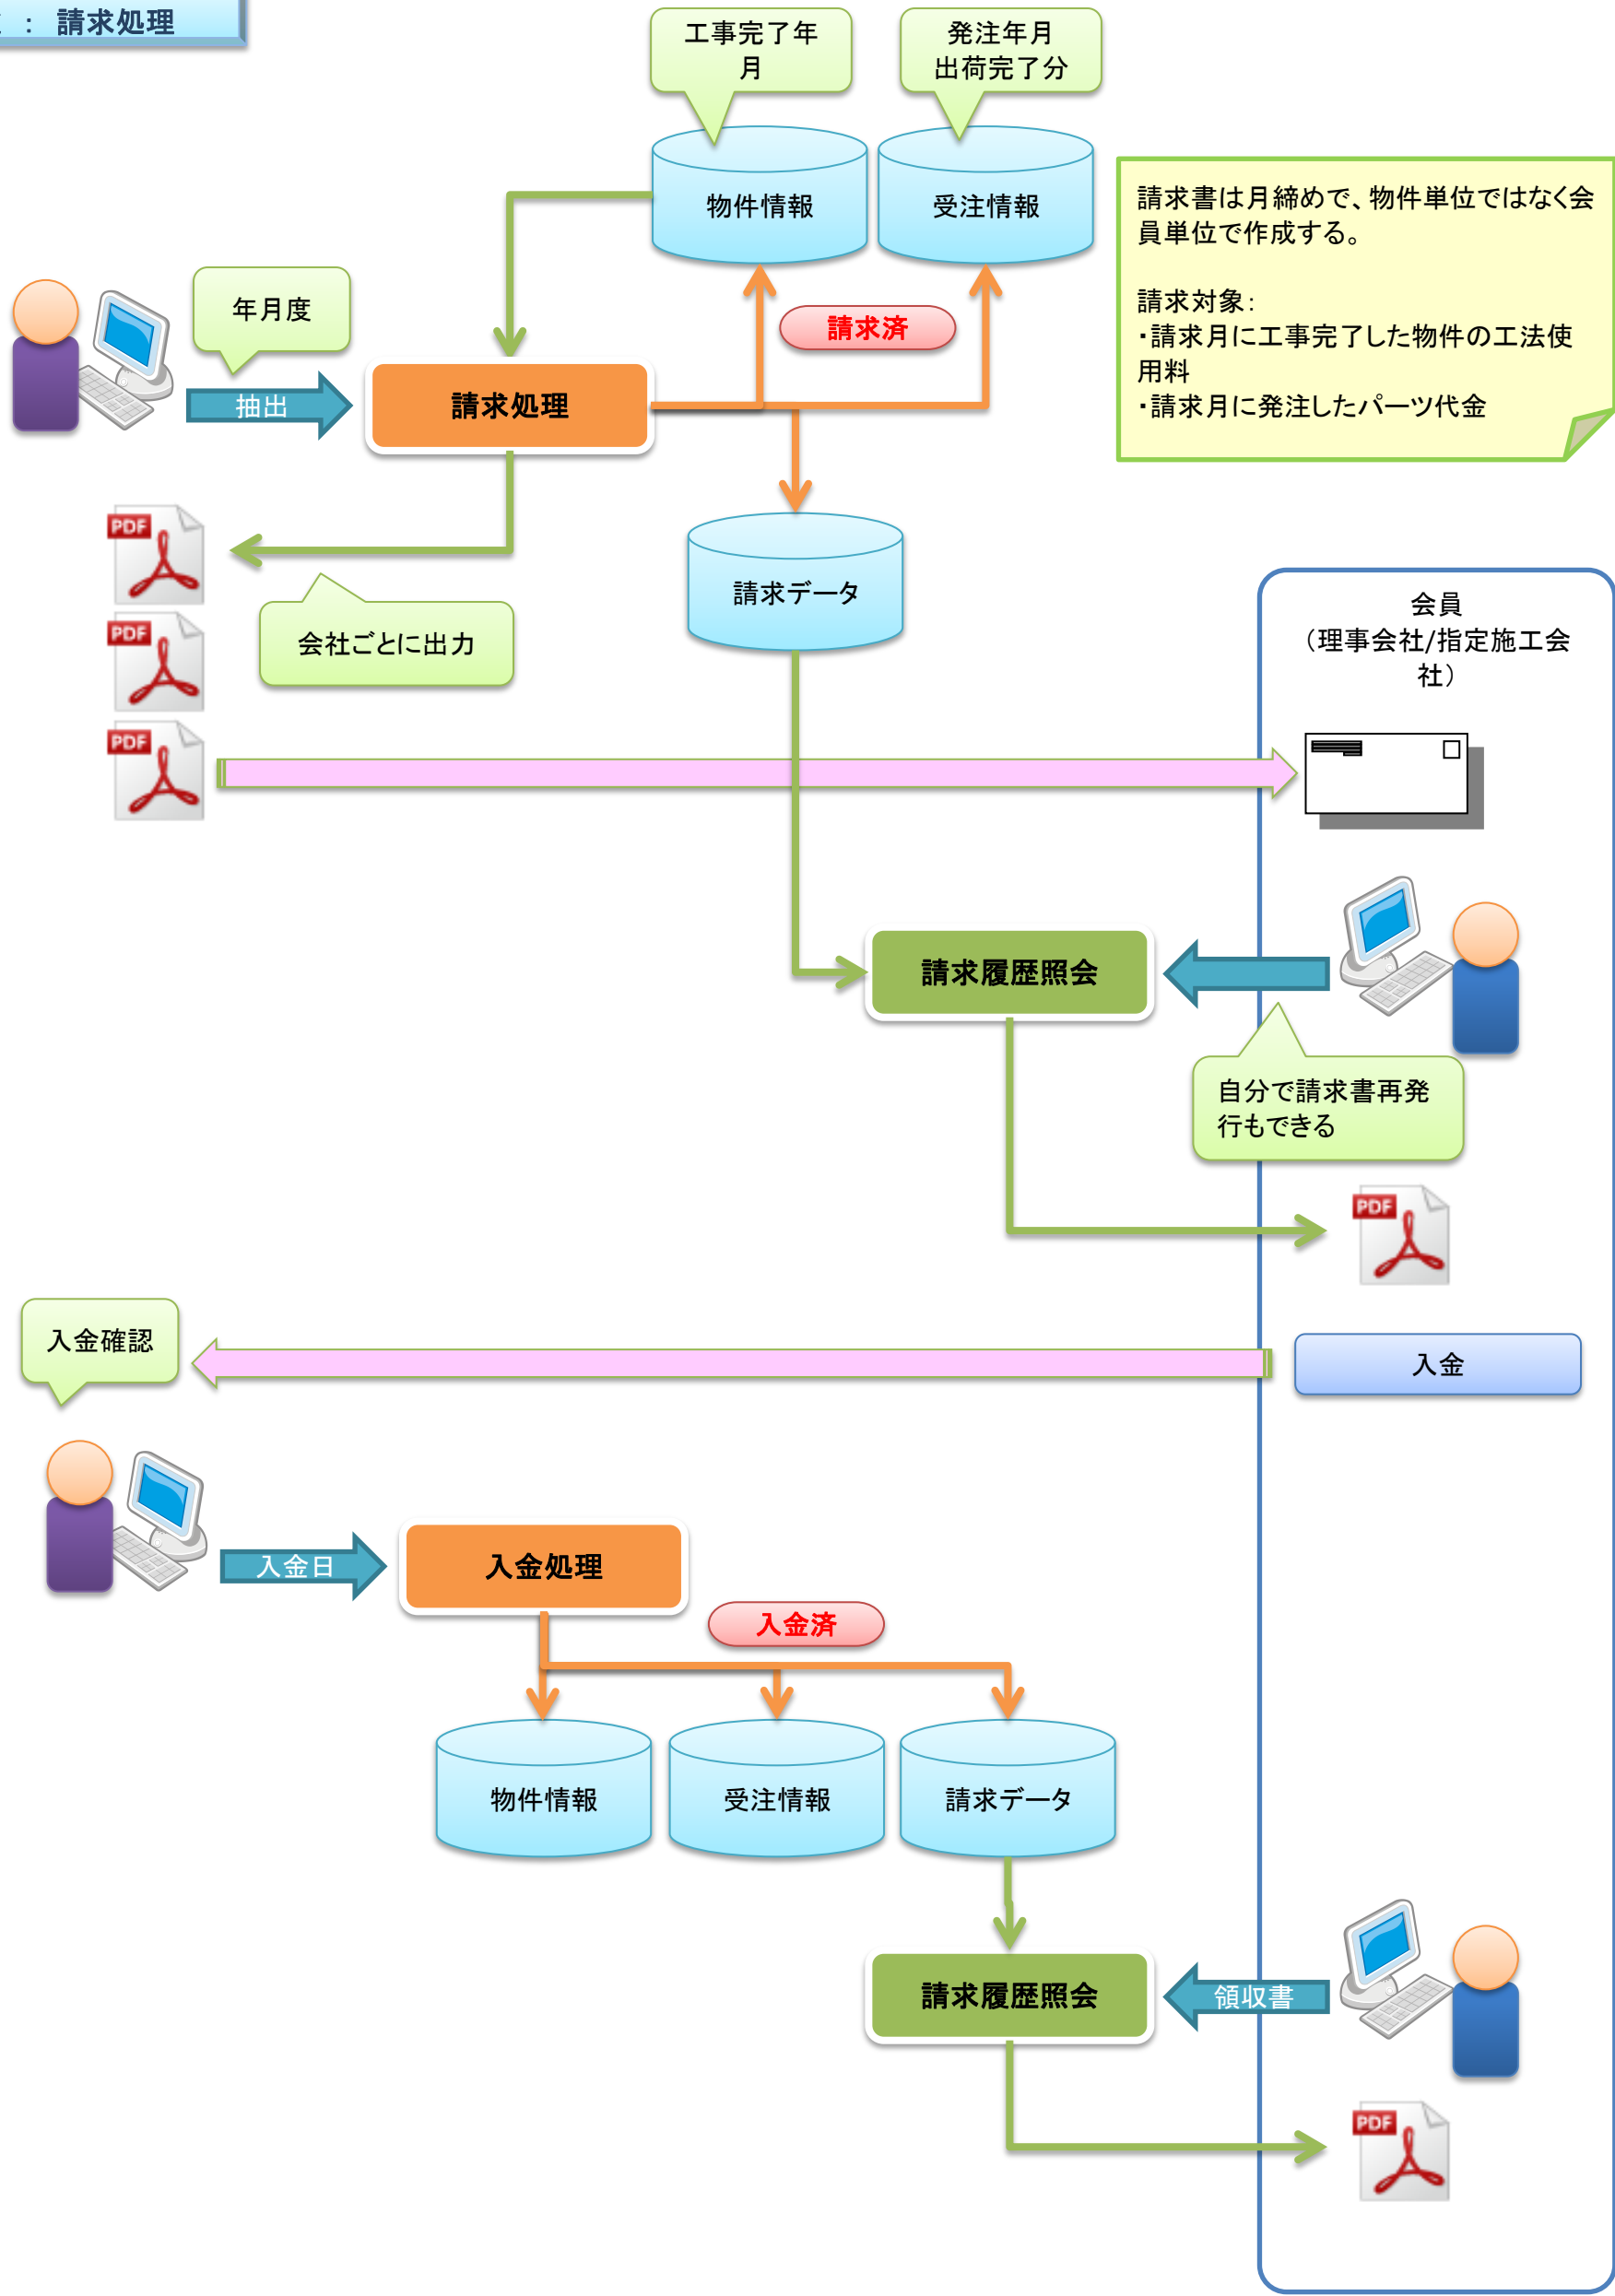 ： 請求処理
工事完了年
月
発注年月
出荷完了分
物件情報
受注情報
請求書は月締めで、物件単位ではなく会
員単位で作成する。
請求対象：
・請求月に工事完了した物件の工法使
用料
・請求月に発注したパーツ代金
年月度
請求済
抽出
請求処理
PDF
請求データ
会社ごとに出力
会員
（理事会社/指定施工会
社）
PDF
PDF
請求履歴照会
自分で請求書再発
行もできる
PDF
入金確認
入金
入金日
入金処理
入金済
物件情報
受注情報
請求データ
請求履歴照会
領収書
PDF